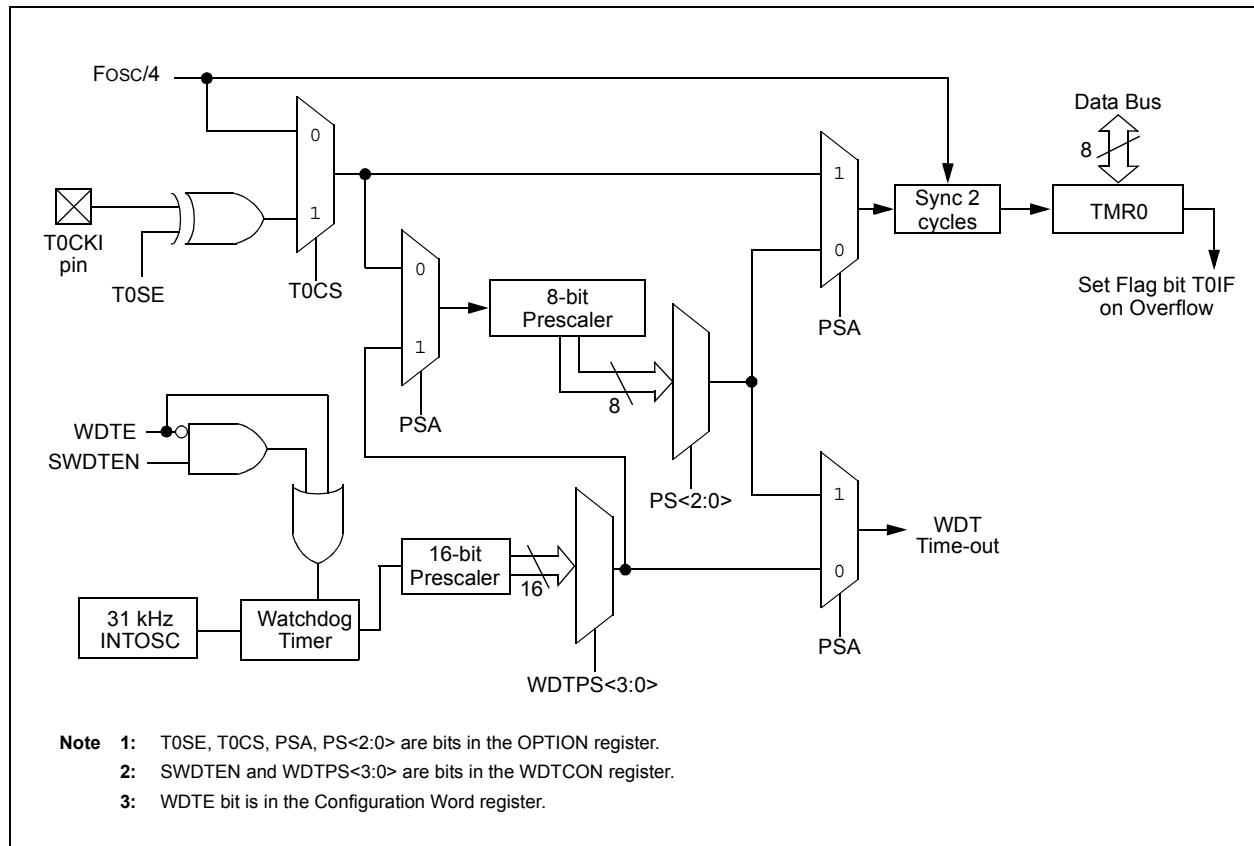 Fosc/4
Data Bus
8
0
1
T0CKI
pin
T0SE
T0CS
1
0
PSA
Sync 2
cycles
TMR0
Set Flag bit T0IF
on Overflow
0
1
PSA
8-bit
Prescaler
8
PS<2:0>
WDTE
SWDTEN
1
0
PSA
WDT
Time-out
16-bit
Prescaler
16
WDTPS<3:0>
31 kHz
INTOSC
Watchdog
Timer
Note 1: T0SE, T0CS, PSA, PS<2:0> are bits in the OPTION register.
2: SWDTEN and WDTPS<3:0> are bits in the WDTCON register.
3: WDTE bit is in the Configuration Word register.